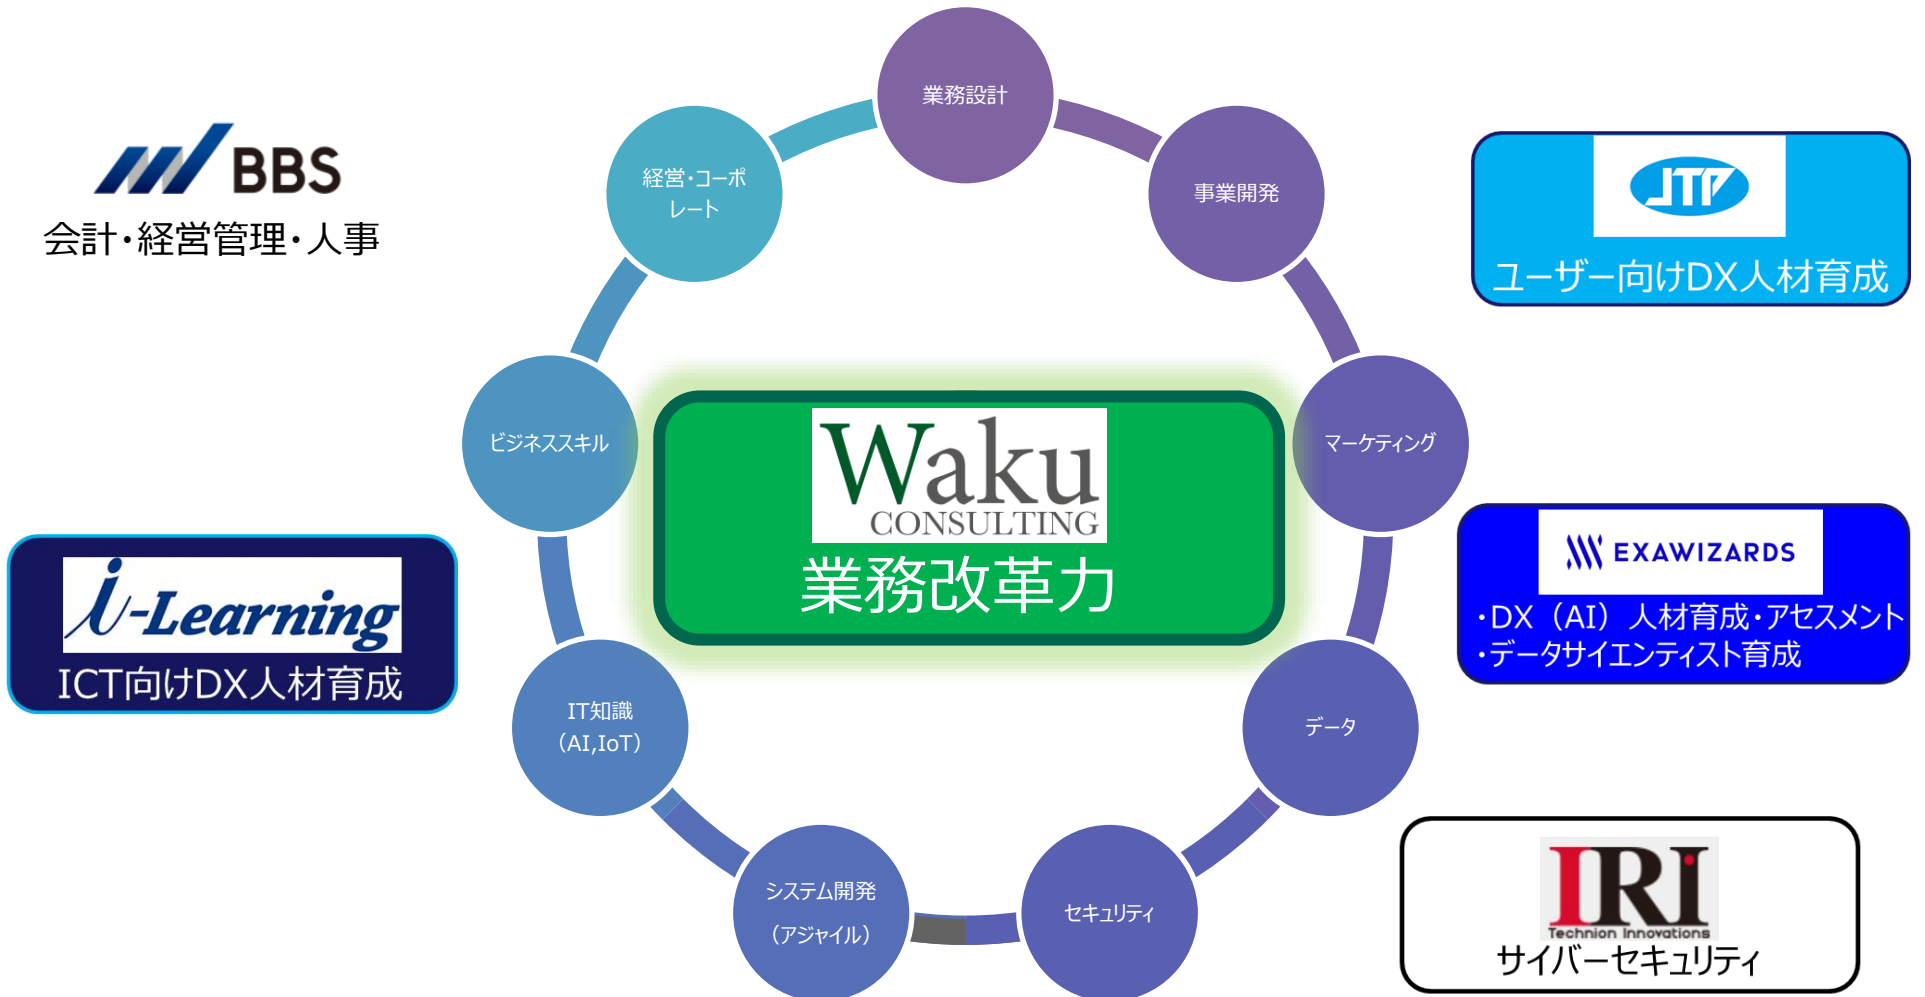 業務設計
経営・コーポ
レート
事業開発
BBS
会計・経営管理・人事
JTP
ユーザー向けDX人材育成
ビジネススキル
マーケティング
Waku
CONSULTING
業務改革力
i-Learning
ICT向けDX人材育成
EXAWIZARDS
・DX（AI）人材育成・アセスメント
・データサイエンティスト育成
IT知識
（AI,IoT）
データ
システム開発
（アジャイル）
セキュリティ
IRI
Technion Innovations
サイバーセキュリティ